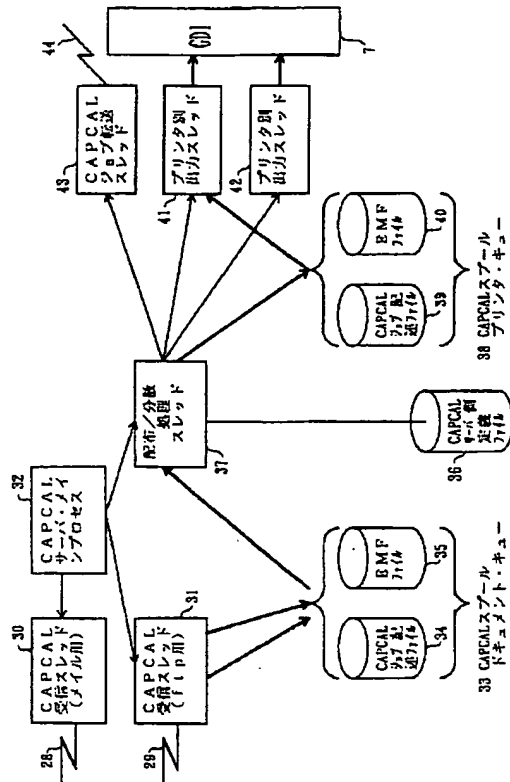 28
30
CAPCAL
受信スレッド
(メイル用)
29
31
CAPCAL
受信スレッド
(ftp用)
32
CAPCAL
サーバ・メイ
ンプロセス
33 CAPCALスプール
ドキュメント・キュー
34
CAPCAL
ジョブ記
述ファイル
35
EMF
ファイル
36
CAPCAL
サーバ側
定義
ファイル
37
配布/分散
処理
スレッド
38 CAPCALスプール
プリンタ・キュー
39
CAPCAL
ジョブ記
述ファイル
40
EMF
ファイル
41
プリンタ別
出力スレッド
42
プリンタ別
出力スレッド
43
CAPCAL
ジョブ転送
スレッド
44
GDI
7